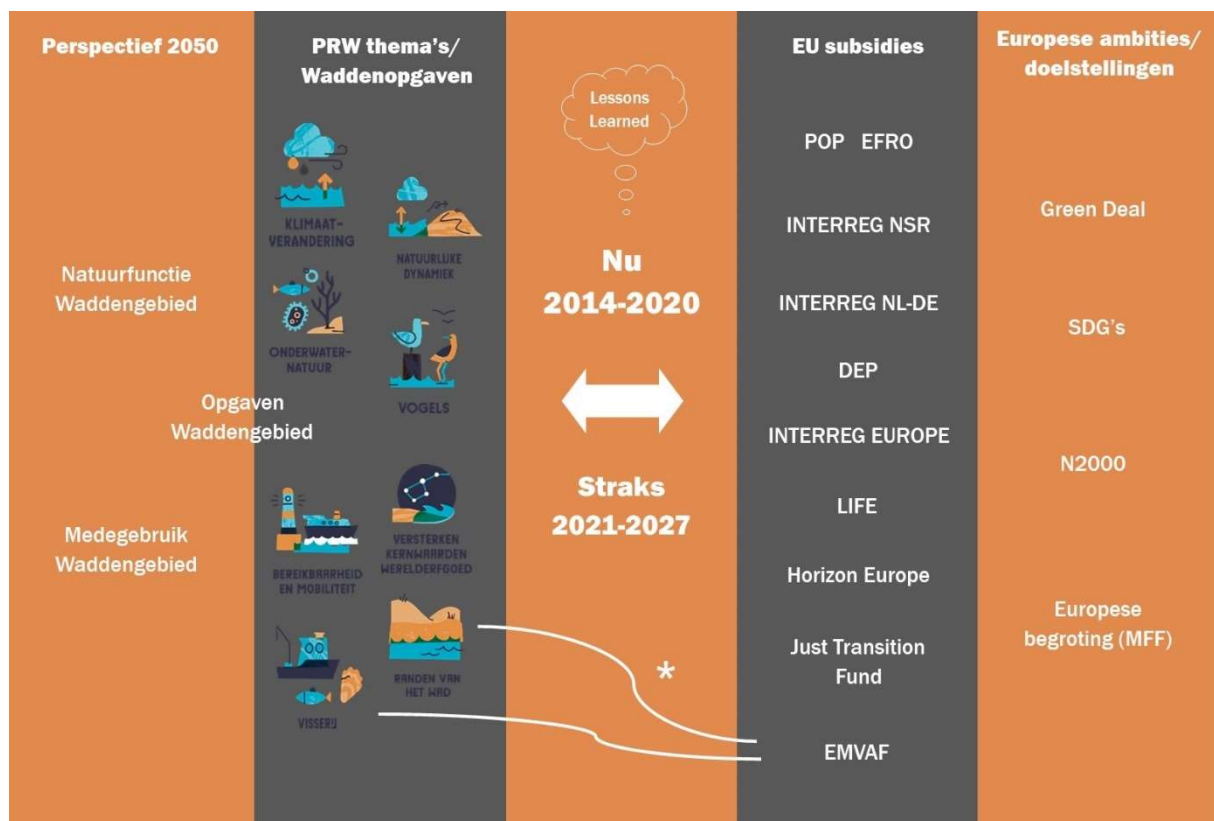 Perspectief 2050
Natuurfunctie
Waddengebied
Opgaven
Waddengebied
Medegebruik
Waddengebied
PRW thema's/
Waddenopgaven
KLIMAAT-
VERANDERING
NATUURLIJKE
DYNAMIEK
ONDERWATER-
NATUUR
VOGELS
BEREIKBAARHEID
EN MOBILITEIT
VERSTERKEN
KERNWAARDEN
WERELDERFGOED
VISSERIJ
RANDEN VAN
HET WAD
Lessons
Learned
Nu
2014-2020
Straks
2021-2027
*
EU subsidies
POP EFRO
INTERREG NSR
INTERREG NL-DE
DEP
INTERREG EUROPE
LIFE
Horizon Europe
Just Transition
Fund
EMVAF
Europese ambities/
doelstellingen
Green Deal
SDG's
N2000
Europese
begroting (MFF)